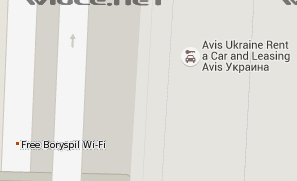 Avis Ukraine Rent
a Car and Leasing
Avis Украина
Free Boryspil Wi-Fi